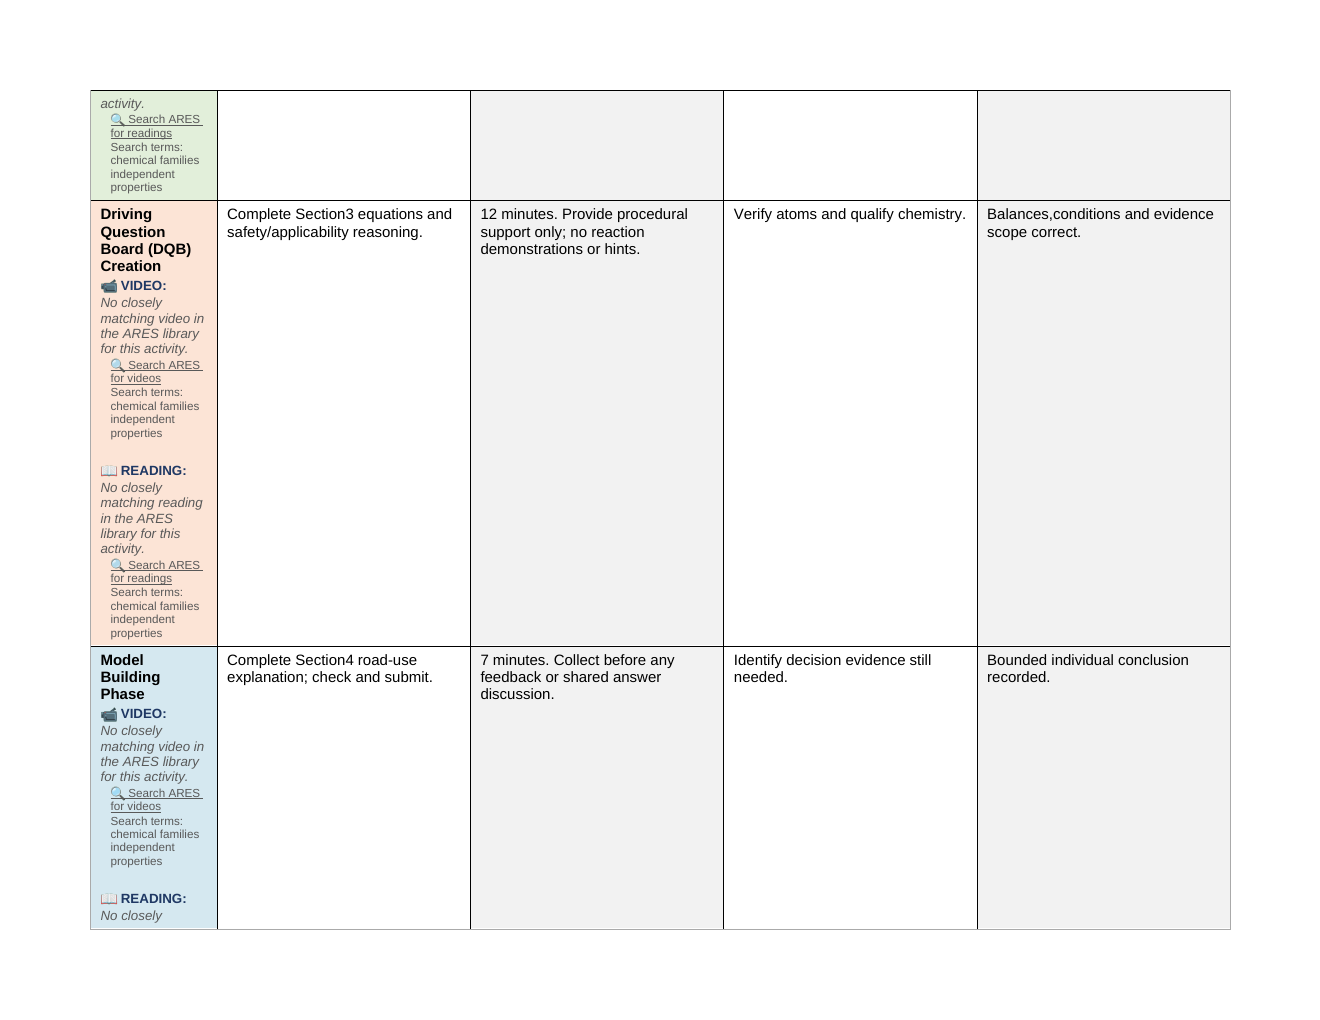 activity.
🔍 Search ARES
for readings
Search terms:
chemical families
independent
properties
Driving
Question
Board (DQB)
Creation
📹 VIDEO:
No closely
matching video in
the ARES library
for this activity.
🔍 Search ARES
for videos
Search terms:
chemical families
independent
properties
📖 READING:
No closely
matching reading
in the ARES
library for this
activity.
🔍 Search ARES
for readings
Search terms:
chemical families
independent
properties
Complete Section3 equations and
safety/applicability reasoning.
12 minutes. Provide procedural
support only; no reaction
demonstrations or hints.
Verify atoms and qualify chemistry.
Balances,conditions and evidence
scope correct.
Model
Building
Phase
📹 VIDEO:
No closely
matching video in
the ARES library
for this activity.
🔍 Search ARES
for videos
Search terms:
chemical families
independent
properties
📖 READING:
No closely
Complete Section4 road-use
explanation; check and submit.
7 minutes. Collect before any
feedback or shared answer
discussion.
Identify decision evidence still
needed.
Bounded individual conclusion
recorded.